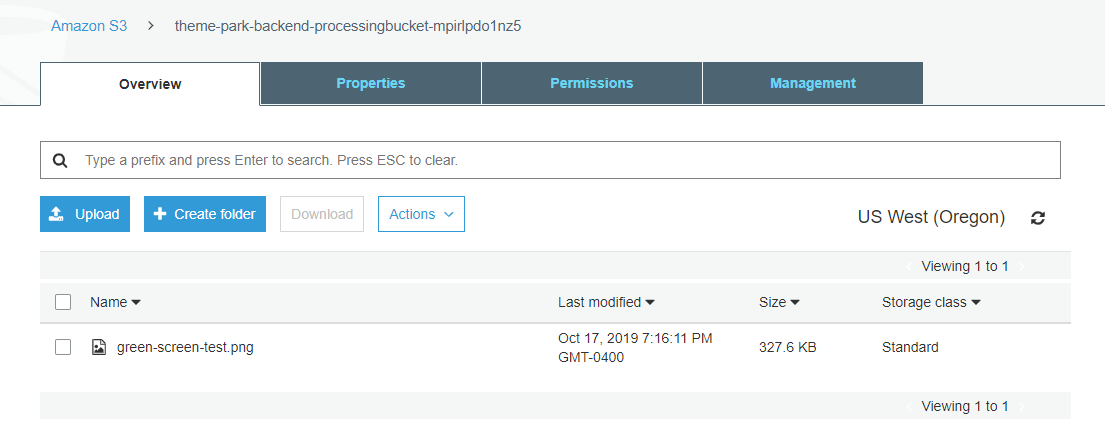 Amazon S3 > theme-park-backend-processingbucket-mpirlpdo1nz5
Overview Properties Permissions Management
Type a prefix and press Enter to search. Press ESC to clear.
Upload Create folder Download Actions US West (Oregon)
Viewing 1 to 1
Name Last modified Size Storage class
green-screen-test.png Oct 17, 2019 7:16:11 PM 327.6 KB Standard
GMT-0400
Viewing 1 to 1